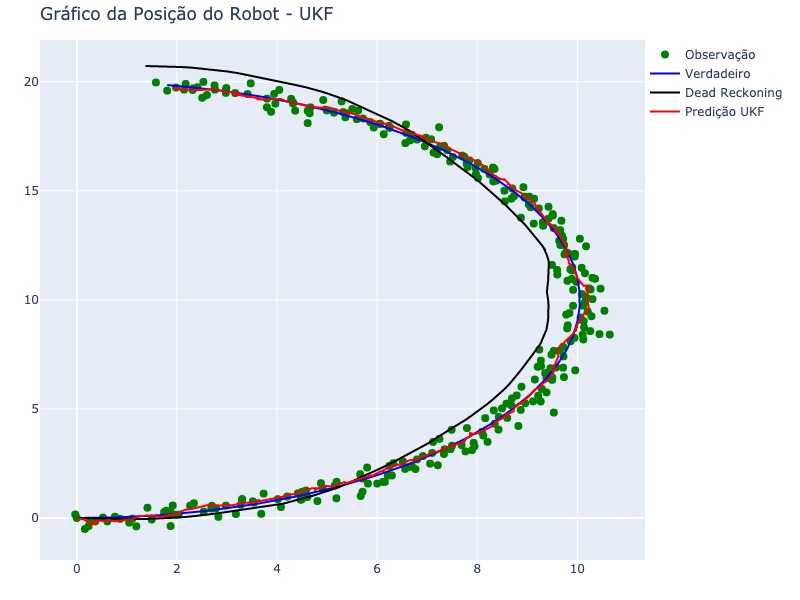 Gráfico da Posição do Robot - UKF
Observação
Verdadeiro
Dead Reckoning
Predição UKF
20
15
10
5
0
0 2 4 6 8 10